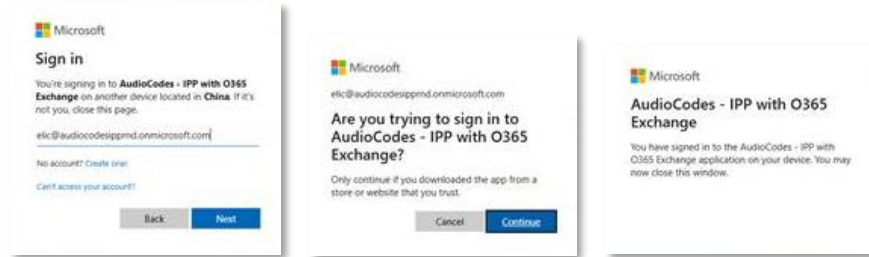 Microsoft
Sign in
You're signing in to AudioCodes - IPP with O365
Exchange on another device located in China. If it's
not you, close this page.
elic@audiocodesipprnd.onmicrosoft.com
No account? Create one!
Can't access your account?
Back
Next
Microsoft
elic@audiocodesipprnd.onmicrosoft.com
Are you trying to sign in to
AudioCodes - IPP with O365
Exchange?
Only continue if you downloaded the app from a
store or website that you trust.
Cancel
Continue
Microsoft
AudioCodes - IPP with O365
Exchange
You have signed in to the AudioCodes - IPP with
O365 Exchange application on your device. You may
now close this window.